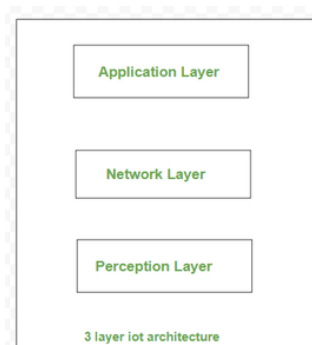 Application Layer
Network Layer
Perception Layer
3 layer iot architecture